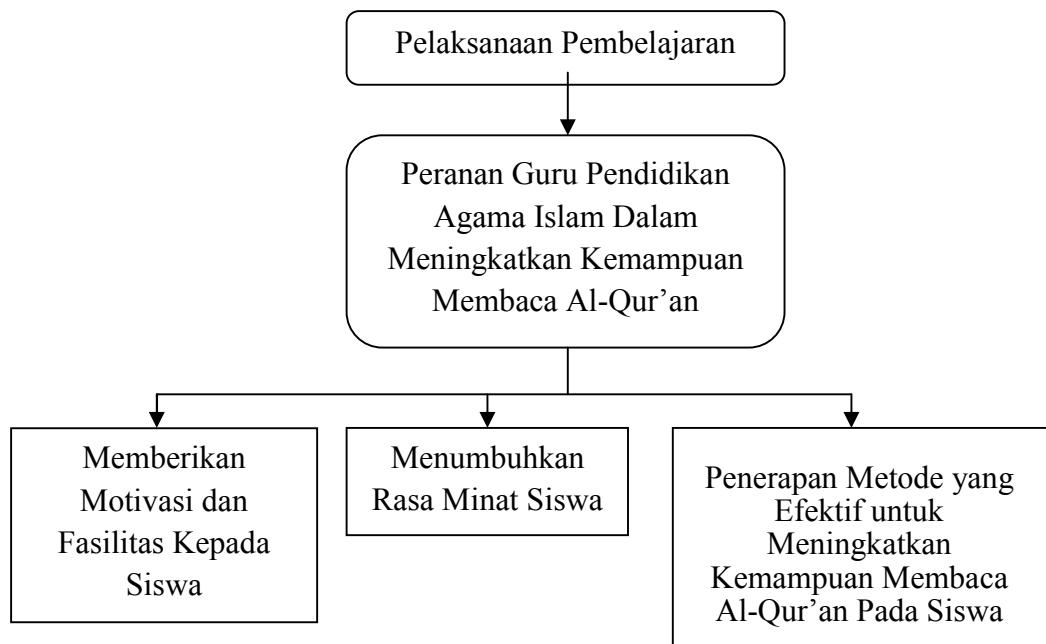 Pelaksanaan Pembelajaran
Peranan Guru Pendidikan
Agama Islam Dalam
Meningkatkan Kemampuan
Membaca Al-Qur’an
Memberikan
Motivasi dan
Fasilitas Kepada
Siswa
Menumbuhkan
Rasa Minat Siswa
Penerapan Metode yang
Efektif untuk
Meningkatkan
Kemampuan Membaca
Al-Qur’an Pada Siswa